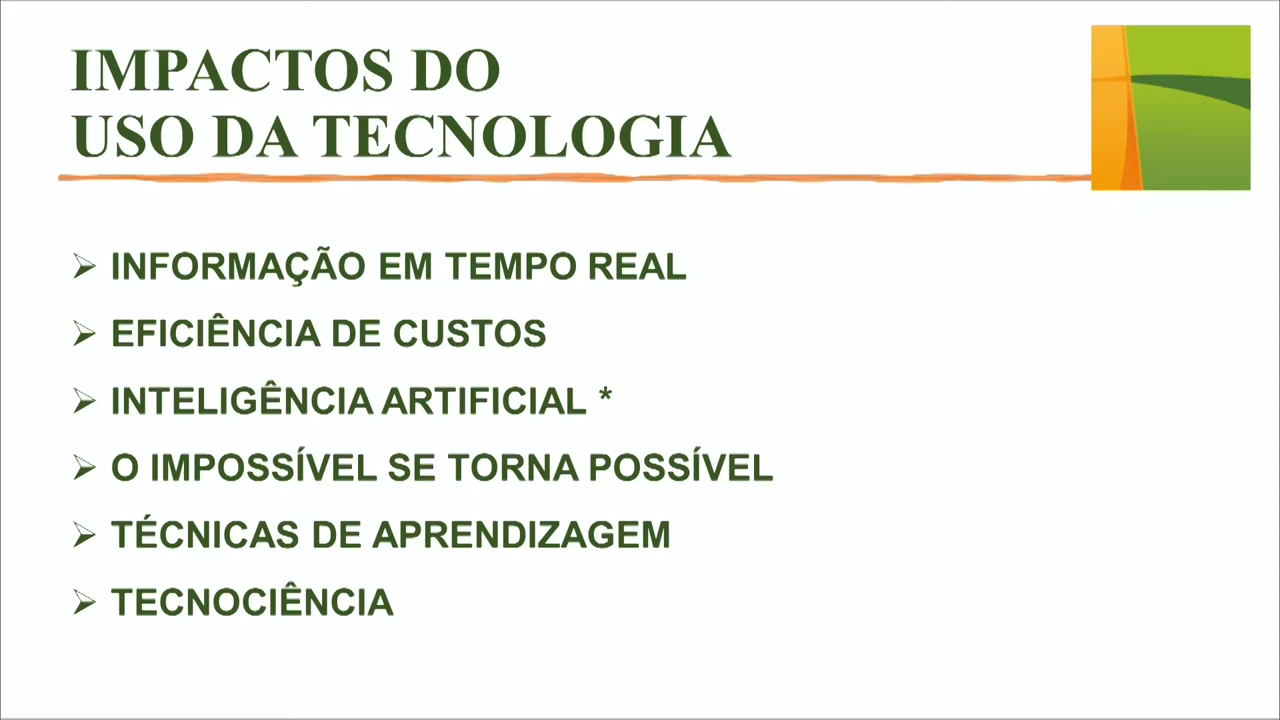 IMPACTOS DO
USO DA TECNOLOGIA
INFORMAÇÃO EM TEMPO REAL
EFICIÊNCIA DE CUSTOS
INTELIGÊNCIA ARTIFICIAL *
O IMPOSSÍVEL SE TORNA POSSÍVEL
TÉCNICAS DE APRENDIZAGEM
TECNOCIÊNCIA